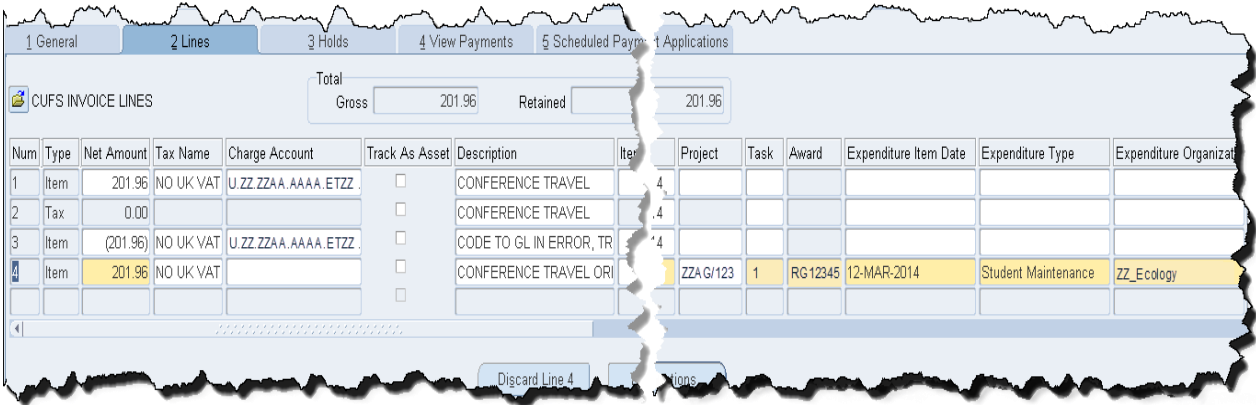 1 General 2 Lines 3 Holds 4 View Payments 5 Scheduled Applications
Total
CUFS INVOICE LINES Gross 201.96 Retained 201.96
Num Type Net Amount Tax Name Charge Account Track As Asset Description Project Task Award Expenditure Item Date Expenditure Type Expenditure
1 Item 201.96 NO UK VAT U.ZZ.ZZAA.AAAA.ETZZ . CONFERENCE TRAVEL
2 Tax 0.00 CONFERENCE TRAVEL
3 Item (201.96) NO UK VAT U.ZZ.ZZAA.AAAA.ETZZ . CODE TO GL IN ERROR, TR
4 Item 201.96 NO UK VAT CONFERENCE TRAVEL ORI ZZAG/123 1 RG12345 12-MAR-2014 Student Maintenance ZZ_Ecology
Discard Line 4